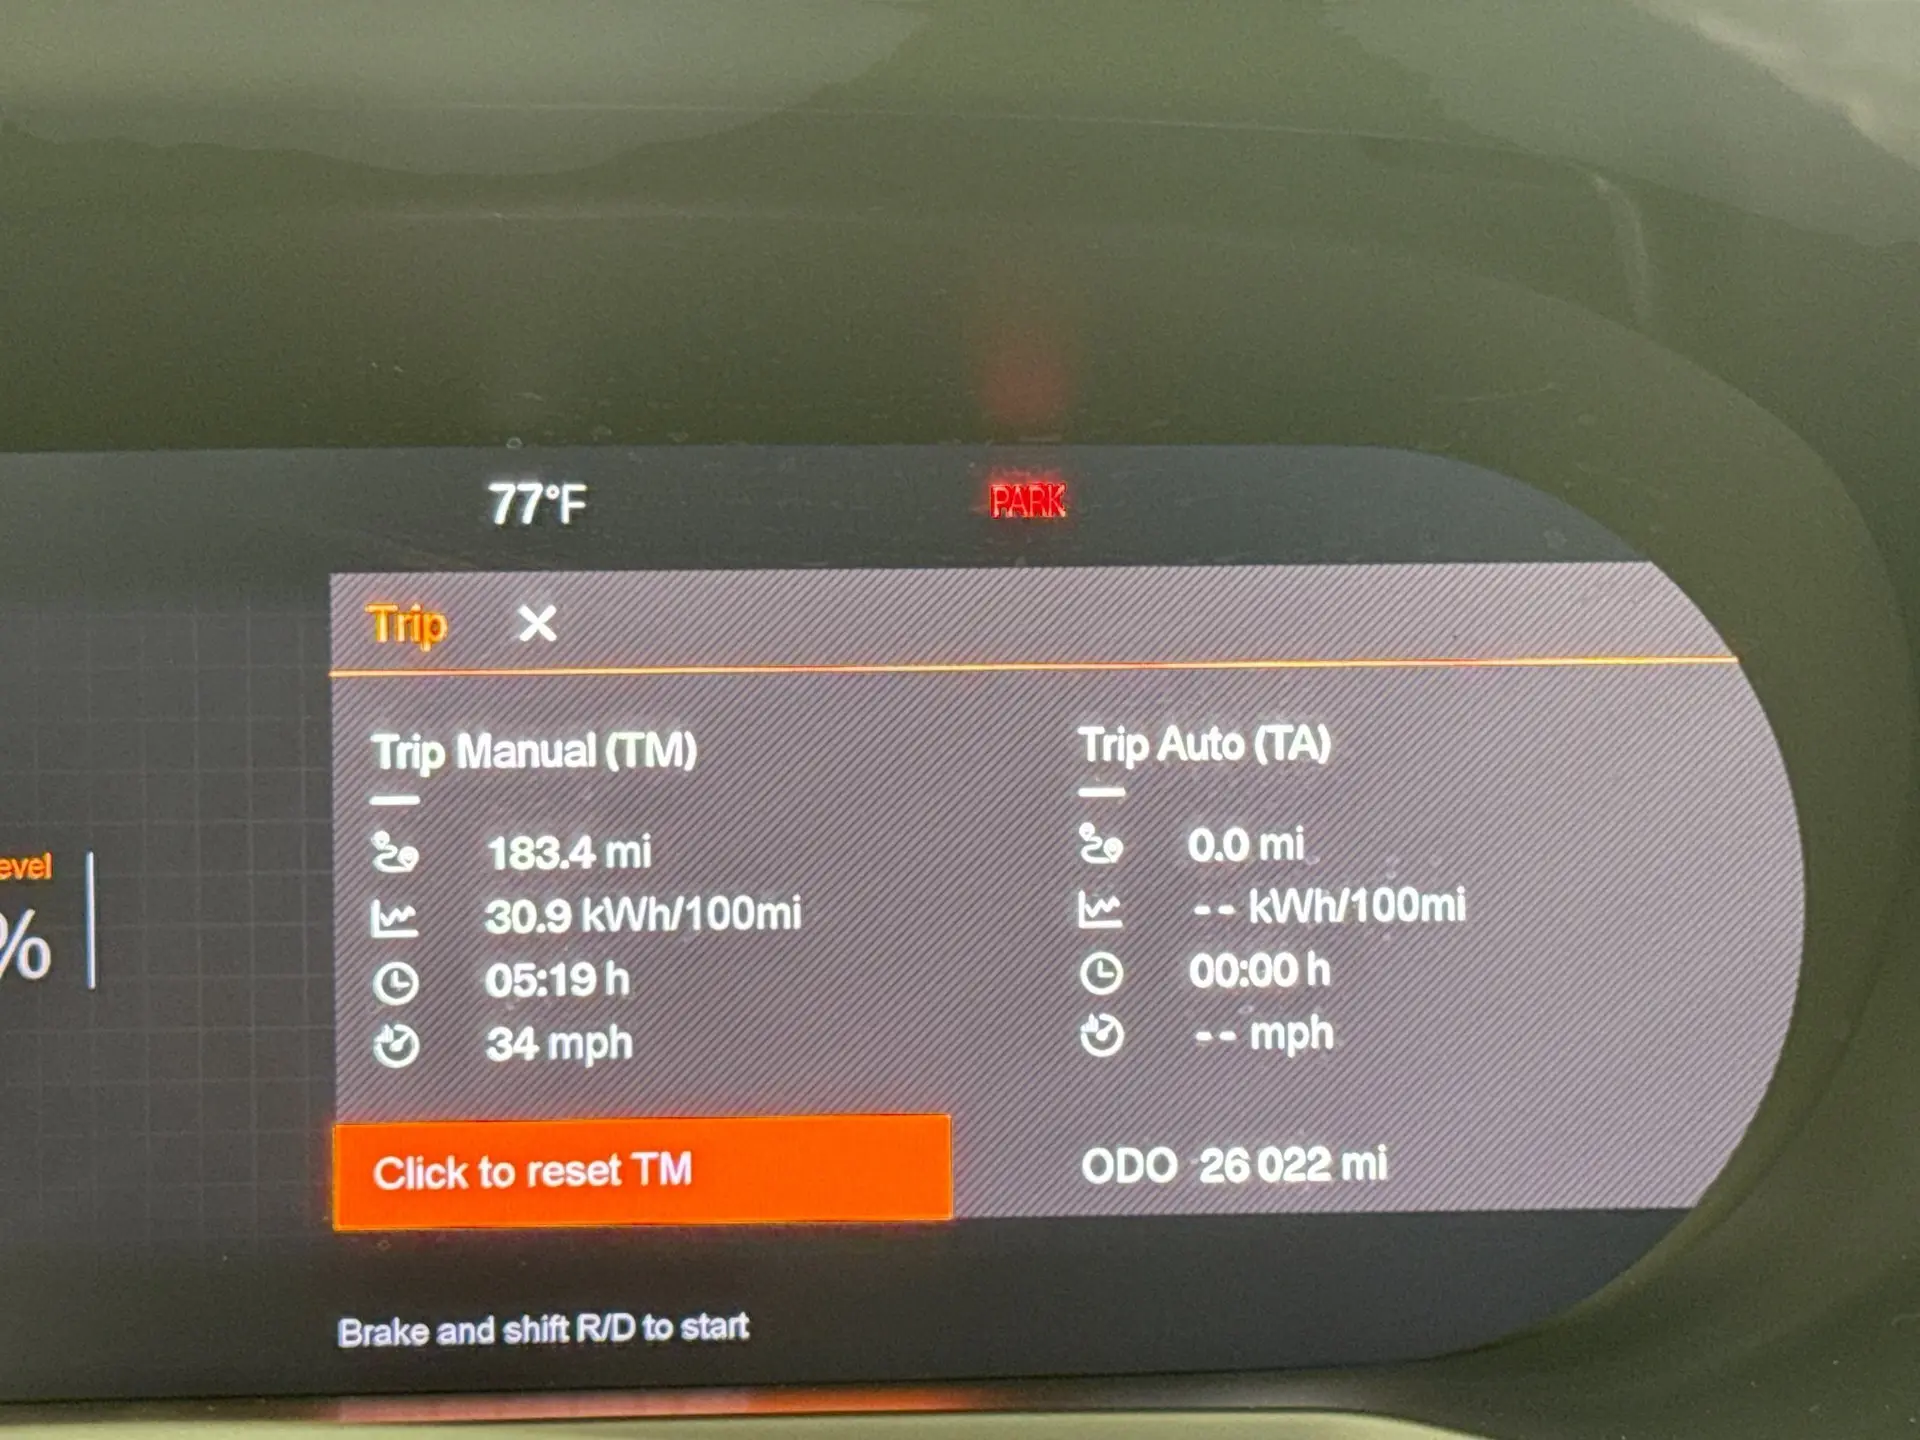 77°F
PARK
Trip
Trip Manual (TM)
183.4 mi
30.9 kWh/100mi
05:19 h
34 mph
Click to reset TM
Trip Auto (TA)
0.0 mi
-- kWh/100mi
00:00 h
-- mph
ODO 26 022 mi
evel
%
Brake and shift R/D to start